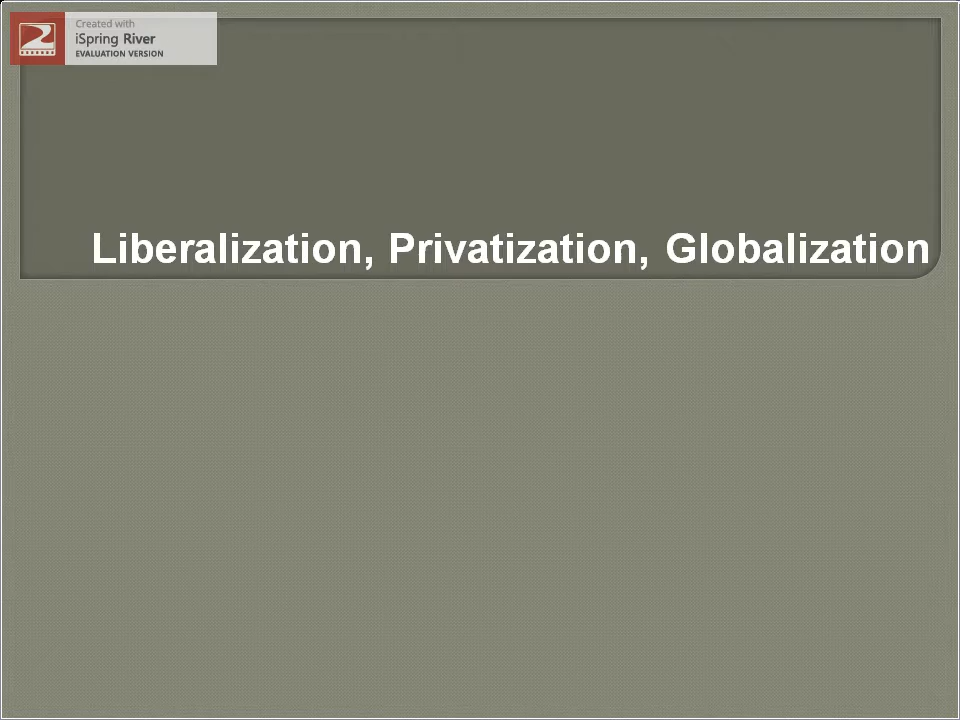 Created with
iSpring River
EVALUATION VERSION
Liberalization, Privatization, Globalization